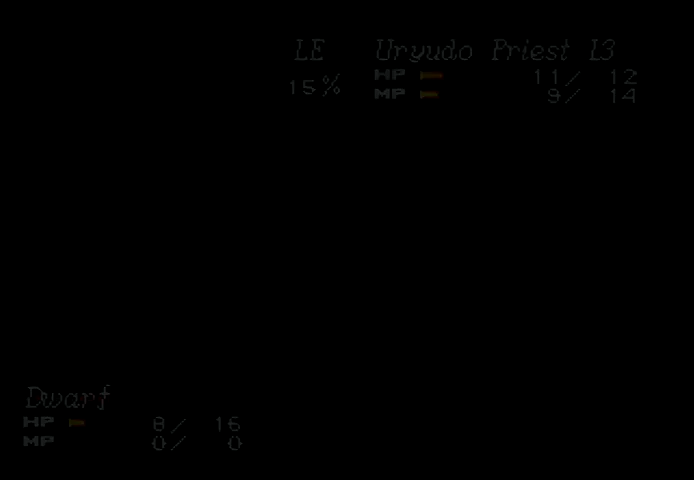 LE Uryudo Priest L3
HP 11/ 12
15%
MP 9/ 14
Dwarf
HP 8/ 16
MP 0/ 0